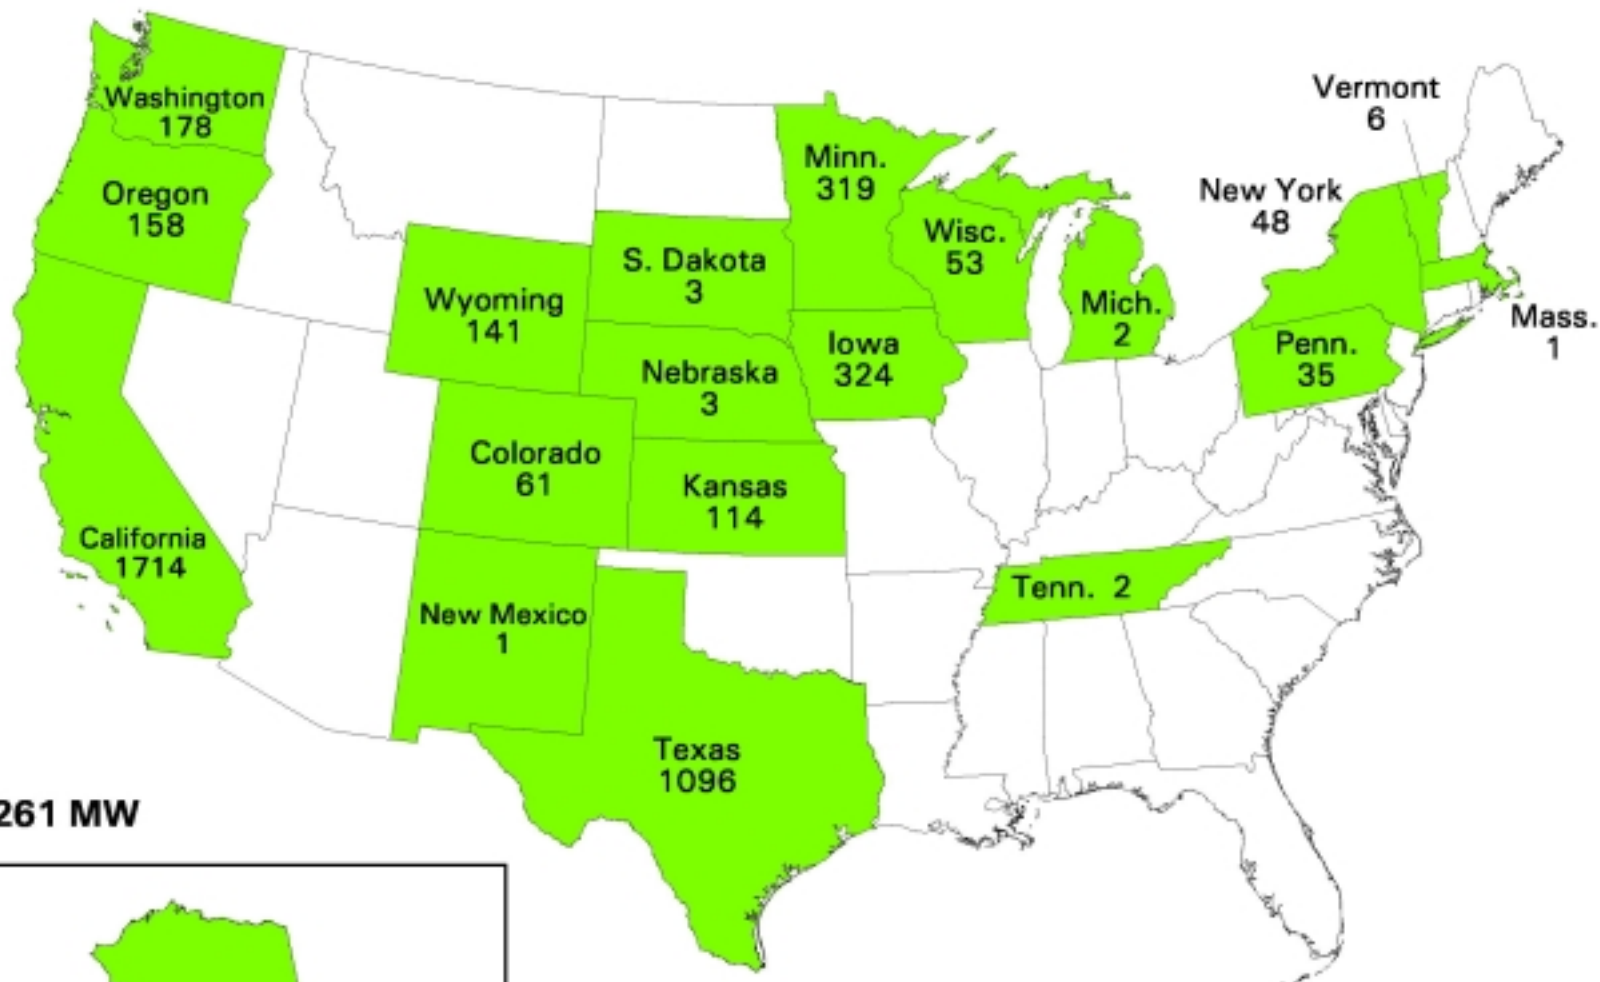 Washington
178
Oregon
158
California
1714
Wyoming
141
Colorado
61
New Mexico
1
S. Dakota
3
Nebraska
3
Kansas
114
Texas
1096
Minn.
319
Iowa
324
Wisc.
53
Mich.
2
Tenn. 2
Vermont
6
New York
48
Penn.
35
Mass.
1
261 MW